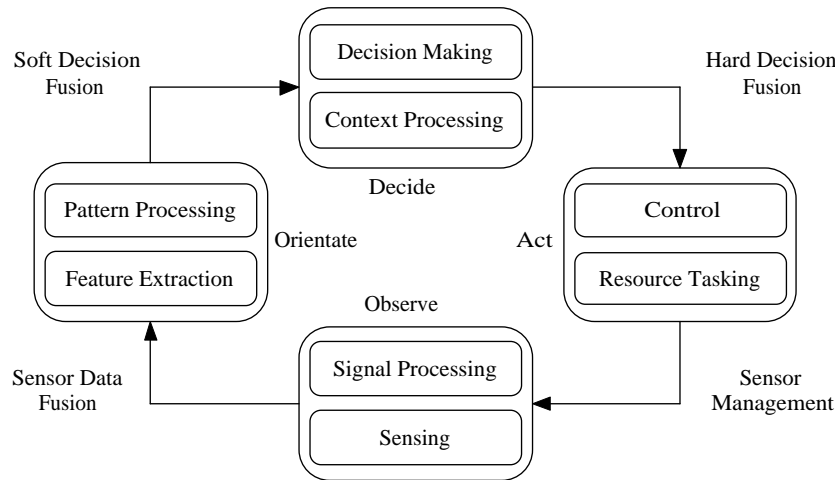 Soft Decision
Fusion
Decision Making
Context Processing
Decide
Hard Decision
Fusion
Pattern Processing
Feature Extraction
Orientate
Act
Control
Resource Tasking
Observe
Signal Processing
Sensing
Sensor Data
Fusion
Sensor
Management